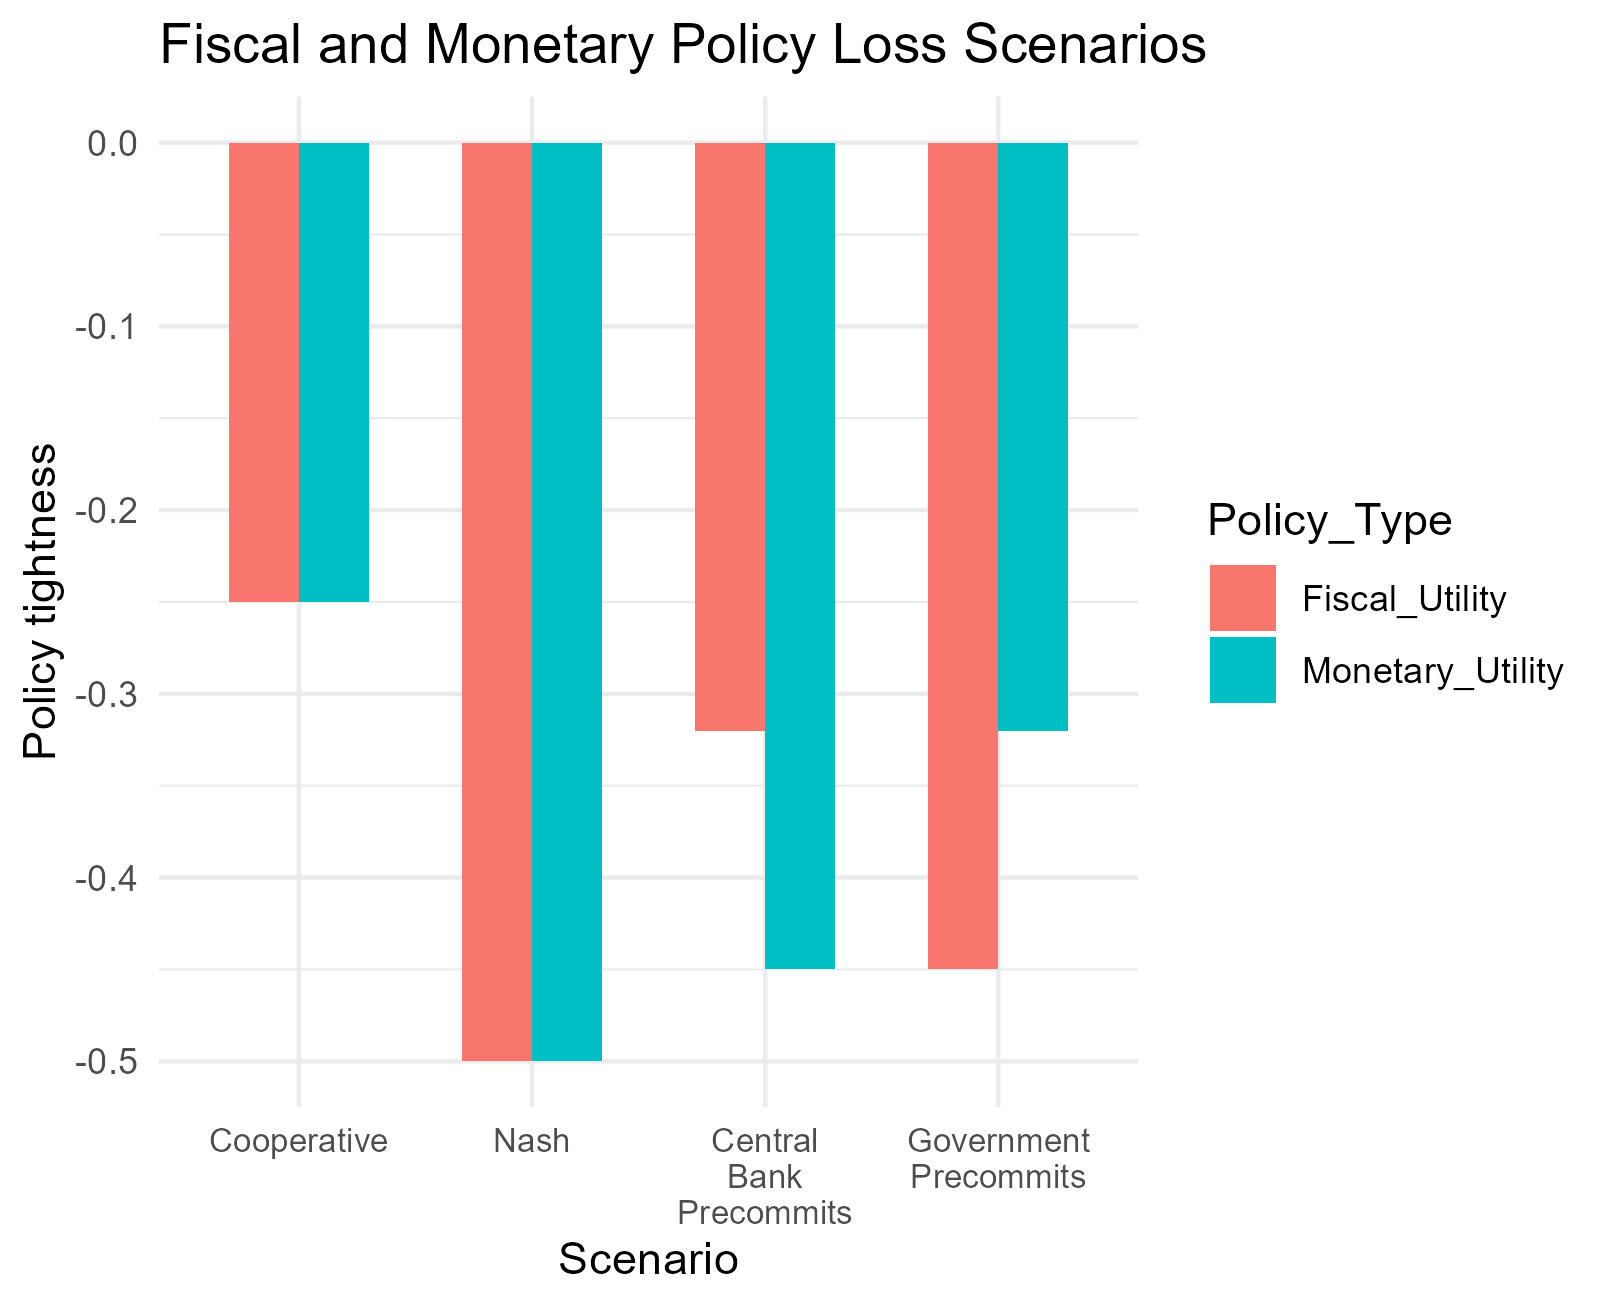 Fiscal and Monetary Policy Loss Scenarios
0.0
-0.1
-0.2
-0.3
-0.4
-0.5
Policy tightness
Cooperative
Nash
Central
Bank
Precommits
Government
Precommits
Scenario
Policy_Type
Fiscal_Utility
Monetary_Utility